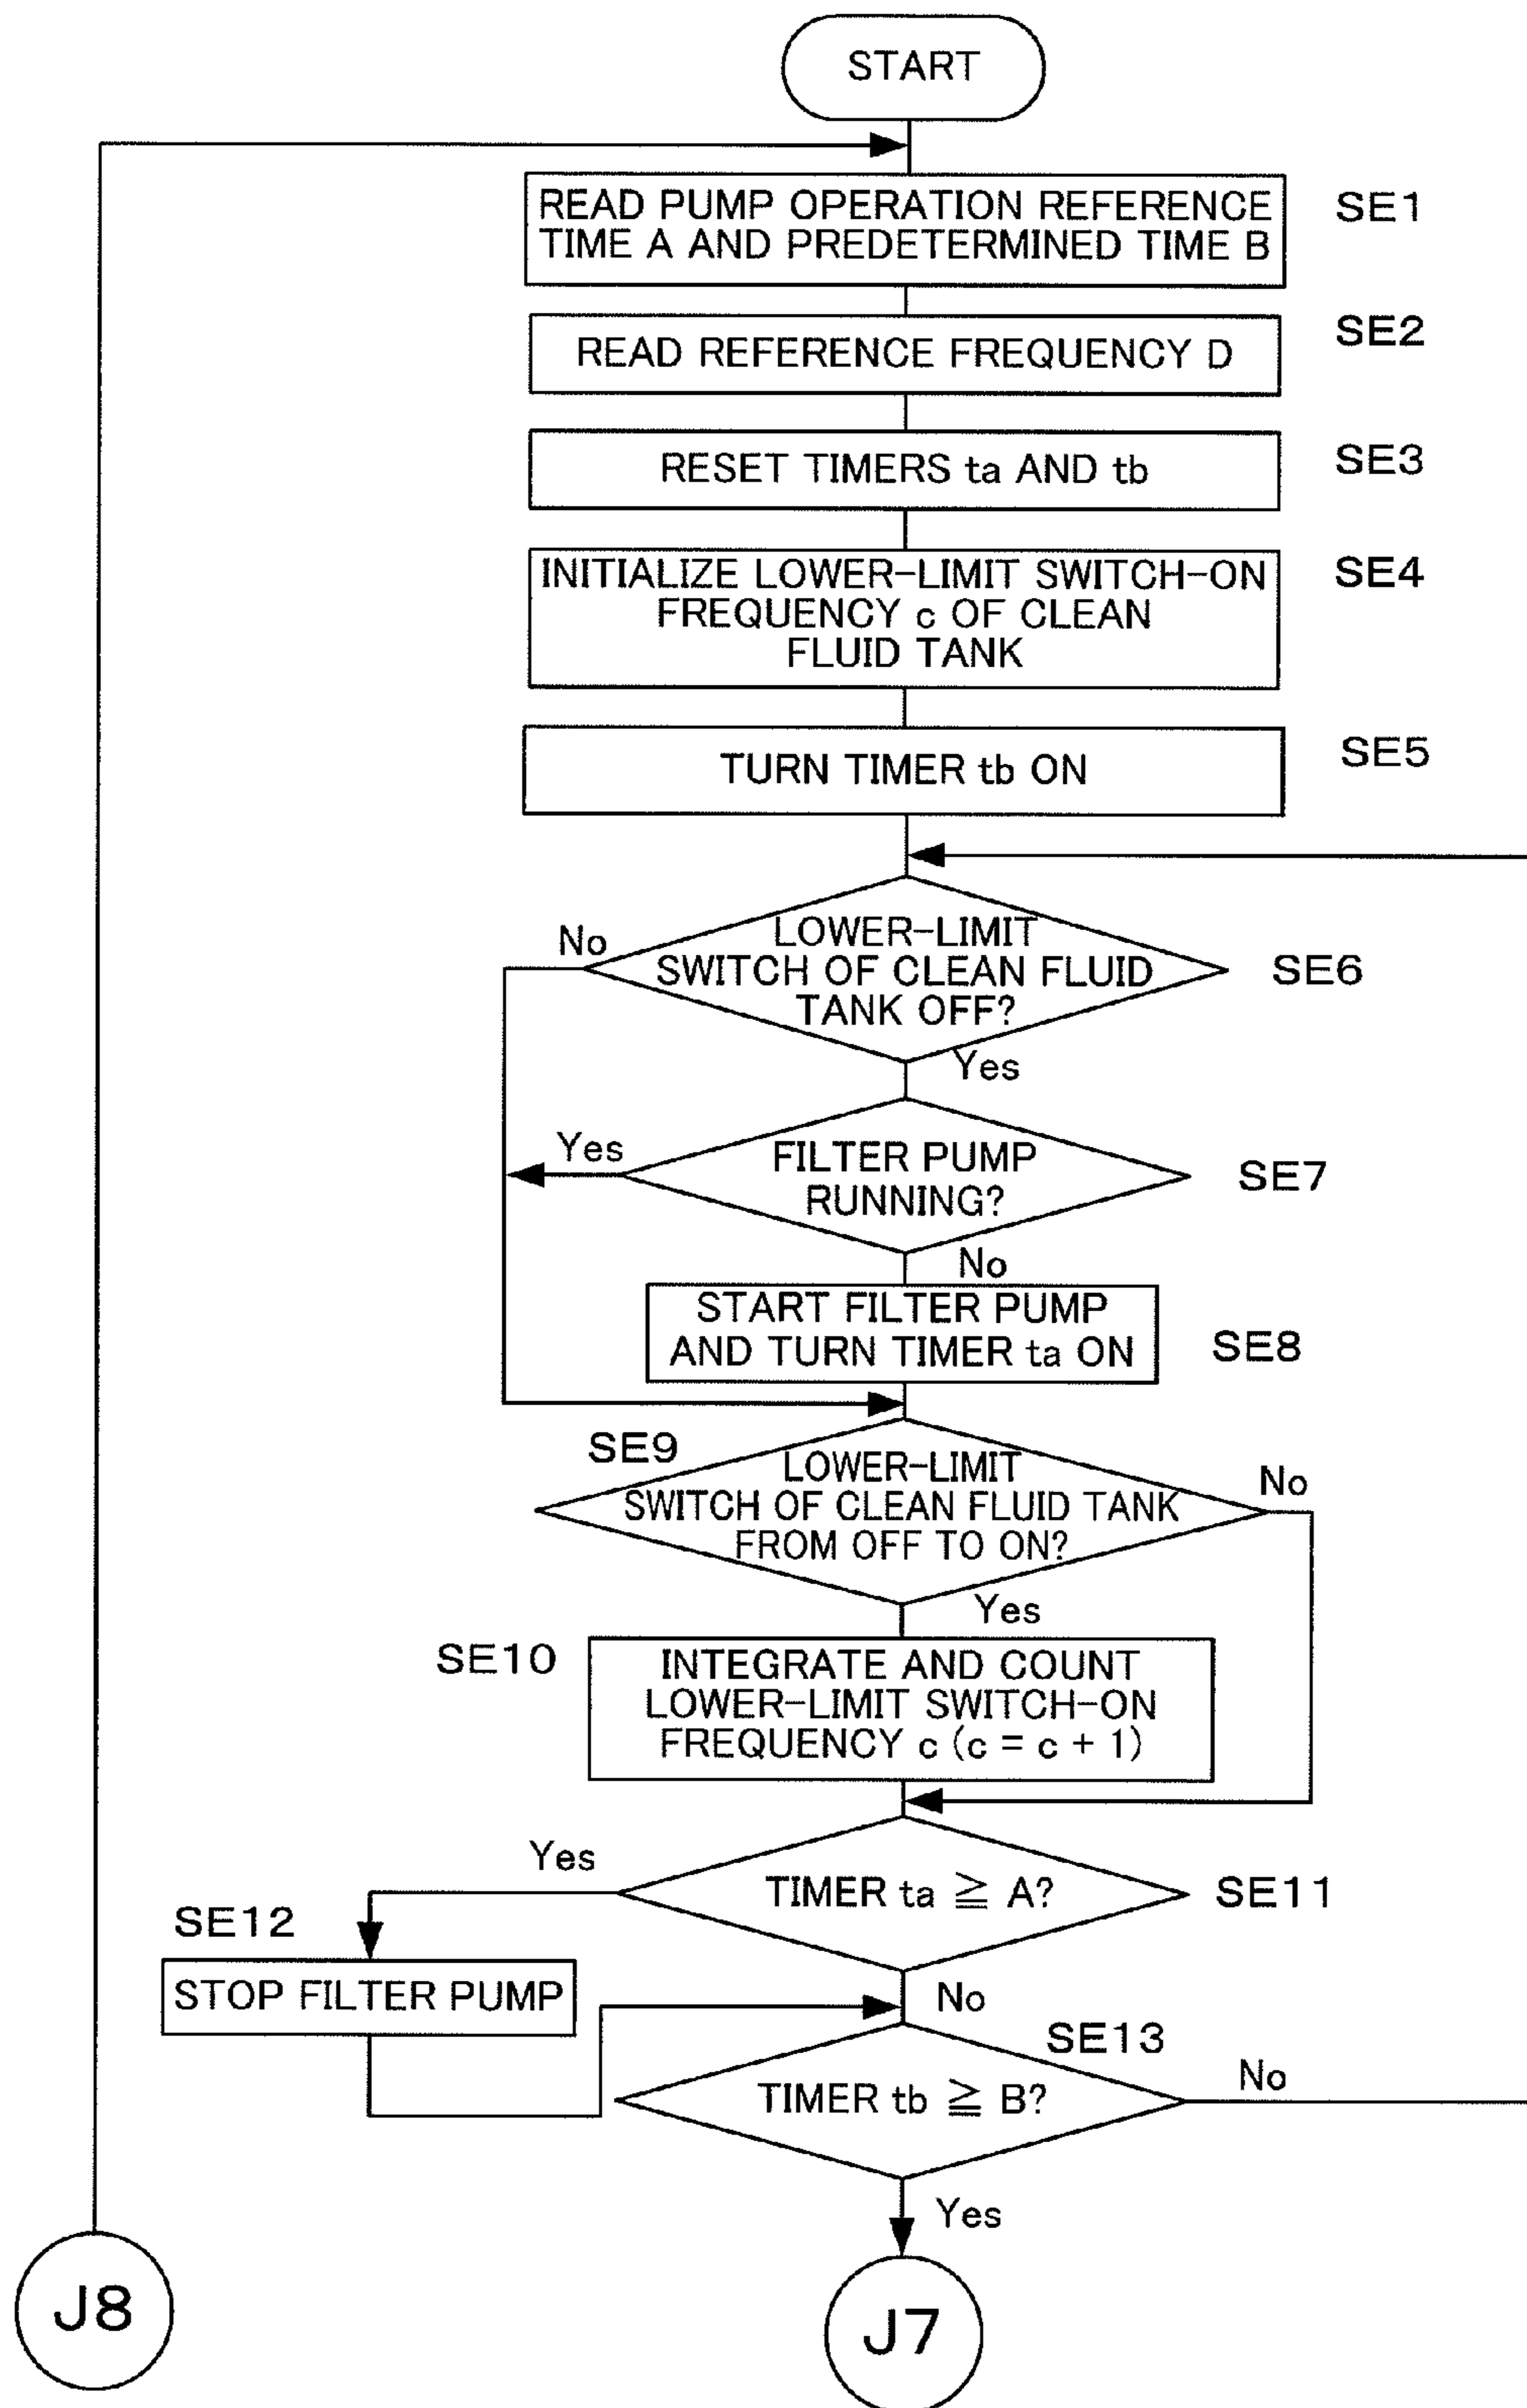 START
READ PUMP OPERATION REFERENCE
TIME A AND PREDETERMINED TIME B
SE1
READ REFERENCE FREQUENCY D
SE2
RESET TIMERS ta AND tb
SE3
INITIALIZE LOWER-LIMIT SWITCH-ON
FREQUENCY c OF CLEAN
FLUID TANK
SE4
TURN TIMER tb ON
SE5
No
LOWER-LIMIT
SWITCH OF CLEAN FLUID
TANK OFF?
SE6
Yes
Yes
FILTER PUMP
RUNNING?
SE7
No
START FILTER PUMP
AND TURN TIMER ta ON
SE8
SE9
LOWER-LIMIT
SWITCH OF CLEAN FLUID TANK
FROM OFF TO ON?
No
Yes
SE10
INTEGRATE AND COUNT
LOWER-LIMIT SWITCH-ON
FREQUENCY c (c = c + 1)
Yes
TIMER ta ≧ A?
SE11
SE12
STOP FILTER PUMP
No
SE13
TIMER tb ≧ B?
No
Yes
J8
J7